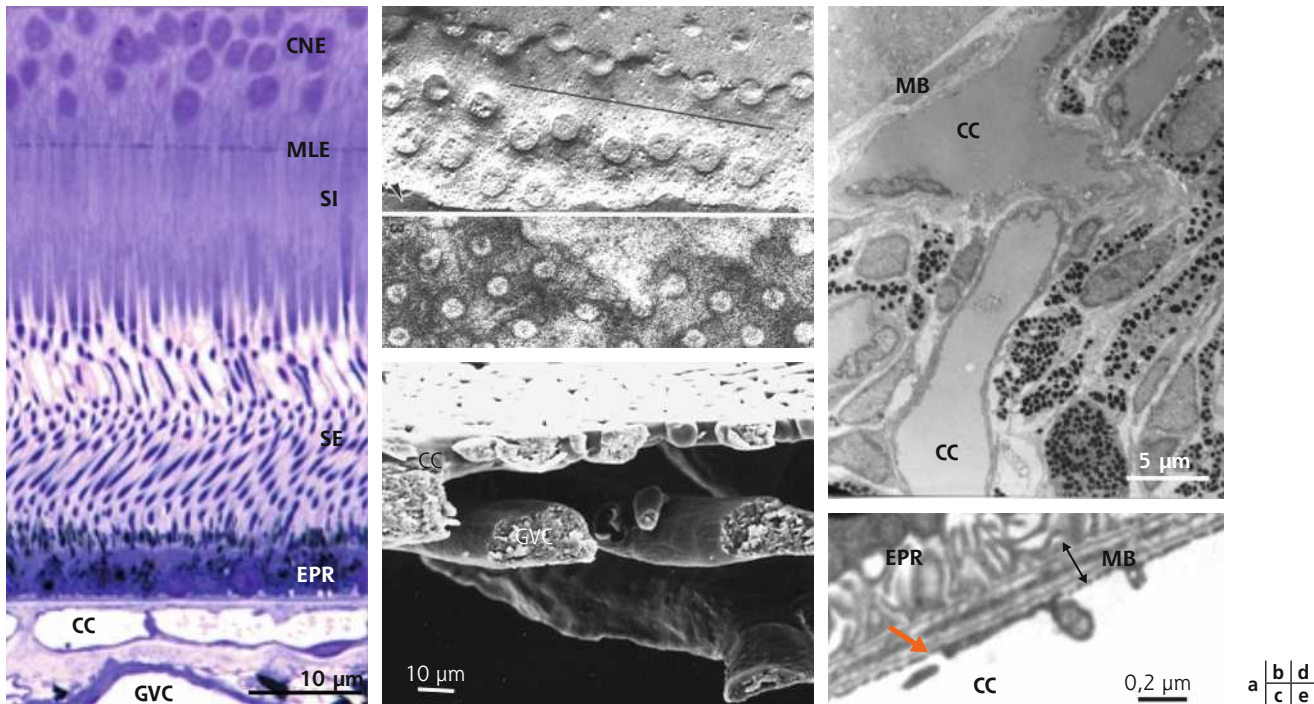 CNE
MLE
SI
SE
EPR
CC
10 µm
GVC
CC
GVC
10 µm
MB
CC
CC
5 µm
EPR
MB
CC
0,2 µm
a b d
c e